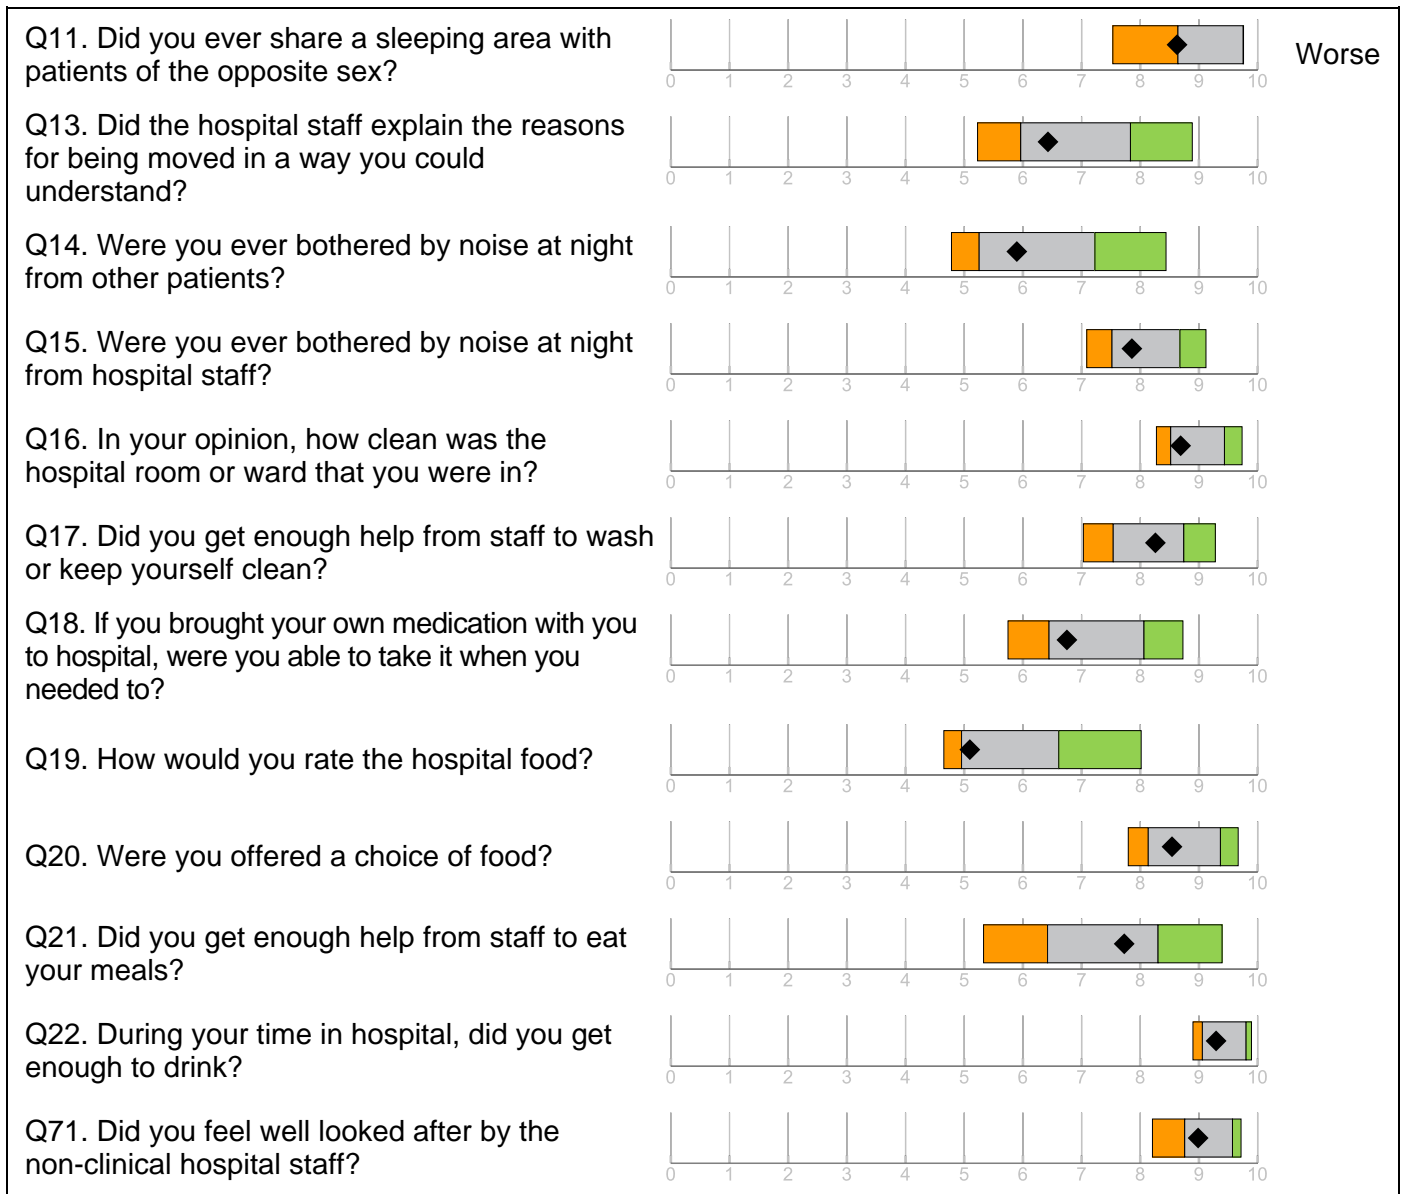 Q11. Did you ever share a sleeping area with
patients of the opposite sex?
Worse
0 1 2 3 4 5 6 7 8 9 10
Q13. Did the hospital staff explain the reasons
for being moved in a way you could
understand?
0 1 2 3 4 5 6 7 8 9 10
Q14. Were you ever bothered by noise at night
from other patients?
0 1 2 3 4 5 6 7 8 9 10
Q15. Were you ever bothered by noise at night
from hospital staff?
0 1 2 3 4 5 6 7 8 9 10
Q16. In your opinion, how clean was the
hospital room or ward that you were in?
0 1 2 3 4 5 6 7 8 9 10
Q17. Did you get enough help from staff to wash
or keep yourself clean?
0 1 2 3 4 5 6 7 8 9 10
Q18. If you brought your own medication with you
to hospital, were you able to take it when you
needed to?
0 1 2 3 4 5 6 7 8 9 10
Q19. How would you rate the hospital food?
0 1 2 3 4 5 6 7 8 9 10
Q20. Were you offered a choice of food?
0 1 2 3 4 5 6 7 8 9 10
Q21. Did you get enough help from staff to eat
your meals?
0 1 2 3 4 5 6 7 8 9 10
Q22. During your time in hospital, did you get
enough to drink?
0 1 2 3 4 5 6 7 8 9 10
Q71. Did you feel well looked after by the
non-clinical hospital staff?
0 1 2 3 4 5 6 7 8 9 10